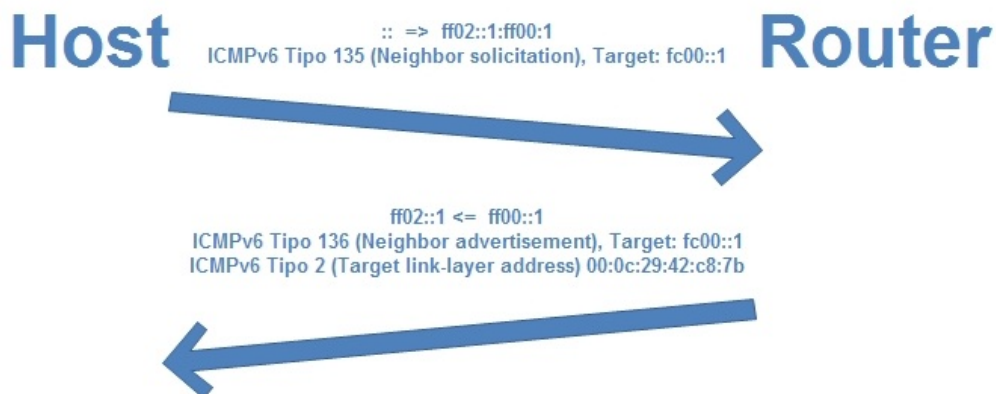 Host
:: => ff02::1:ff00:1
Router
ICMPv6 Tipo 135 (Neighbor solicitation), Target: fc00::1
ff02::1 <= ff00::1
ICMPv6 Tipo 136 (Neighbor advertisement), Target: fc00::1
ICMPv6 Tipo 2 (Target link-layer address) 00:0c:29:42:c8:7b